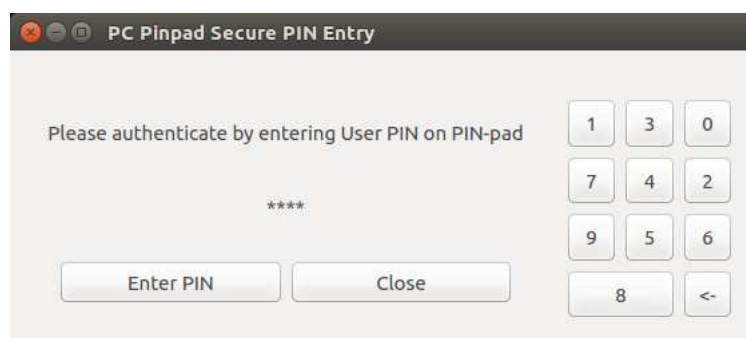 PC Pinpad Secure PIN Entry
Please authenticate by entering User PIN on PIN-pad
****
Enter PIN Close
1 3 0
7 4 2
9 5 6
8 <-